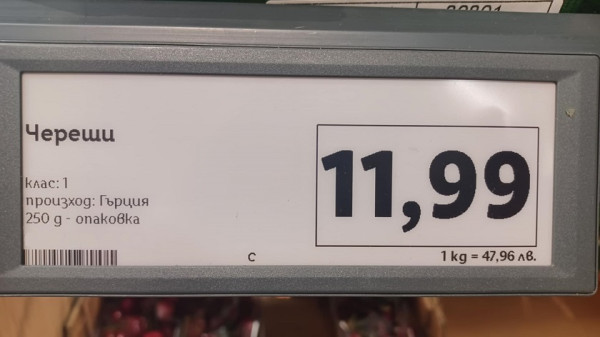 Череши
клас: 1
произход: Гърция
250 g - опаковка
11,99
C
1 kg = 47,96 лв.